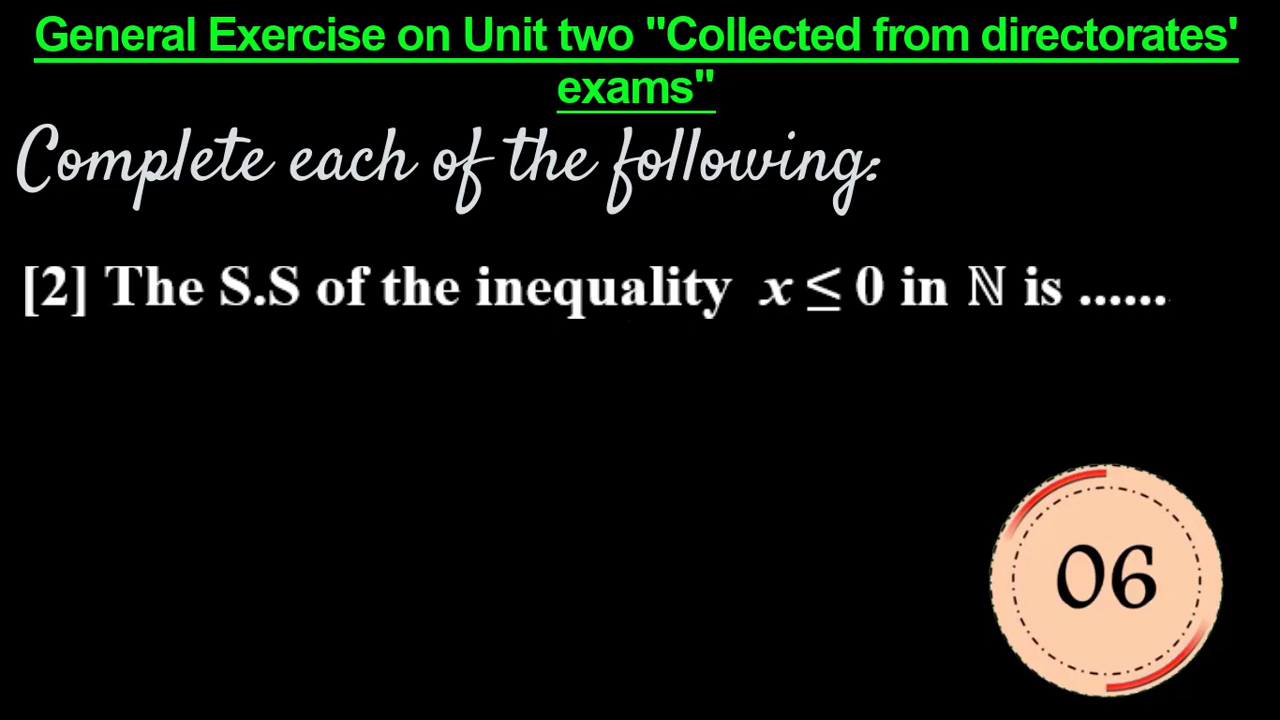 General Exercise on Unit two "Collected from directorates'
exams"
Complete each of the following:
[2] The S.S of the inequality x ≤ 0 in ℕ is ......
06